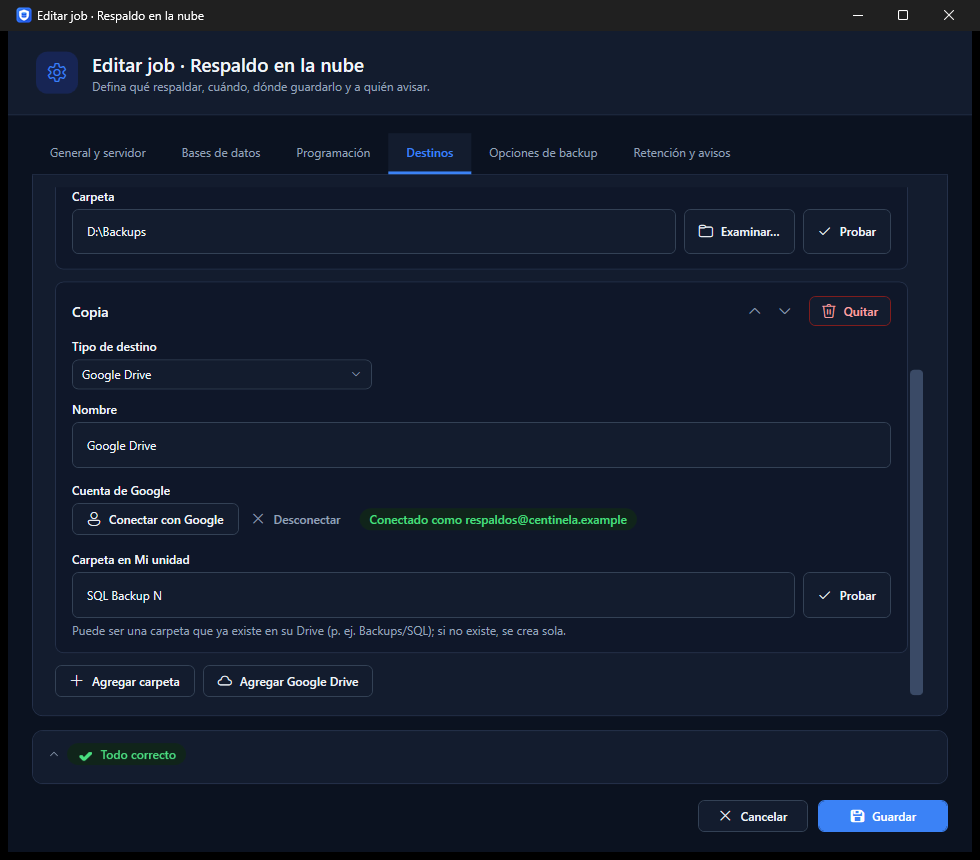 Editar job · Respaldo en la nube
Editar job · Respaldo en la nube
Defina qué respaldar, cuándo, dónde guardarlo y a quién avisar.
General y servidor
Bases de datos
Programación
Destinos
Opciones de backup
Retención y avisos
Carpeta
D:\Backups
Examinar...
Probar
Copia
Quitar
Tipo de destino
Google Drive
Nombre
Google Drive
Cuenta de Google
Conectar con Google
Desconectar
Conectado como respaldos@centinela.example
Carpeta en Mi unidad
SQL Backup N
Probar
Puede ser una carpeta que ya existe en su Drive (p. ej. Backups/SQL); si no existe, se crea sola.
Agregar carpeta
Agregar Google Drive
Todo correcto
Cancelar
Guardar